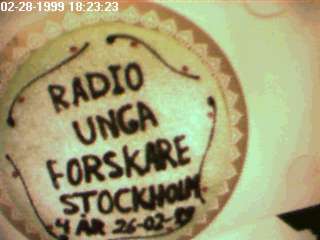 02-28-1999 18:23:23
RADIO
UNGA
FORSKARE
STOCKHOLM
4 ÅR 26-02-99